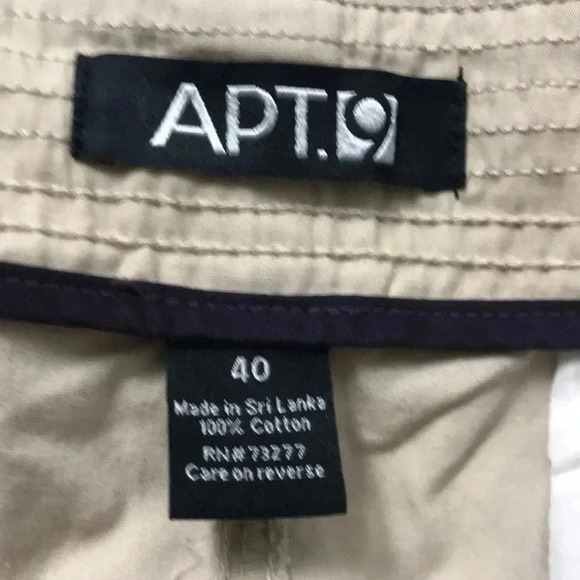 APT.9
40
Made in Sri Lanka
100% Cotton
RN# 73277
Care on reverse